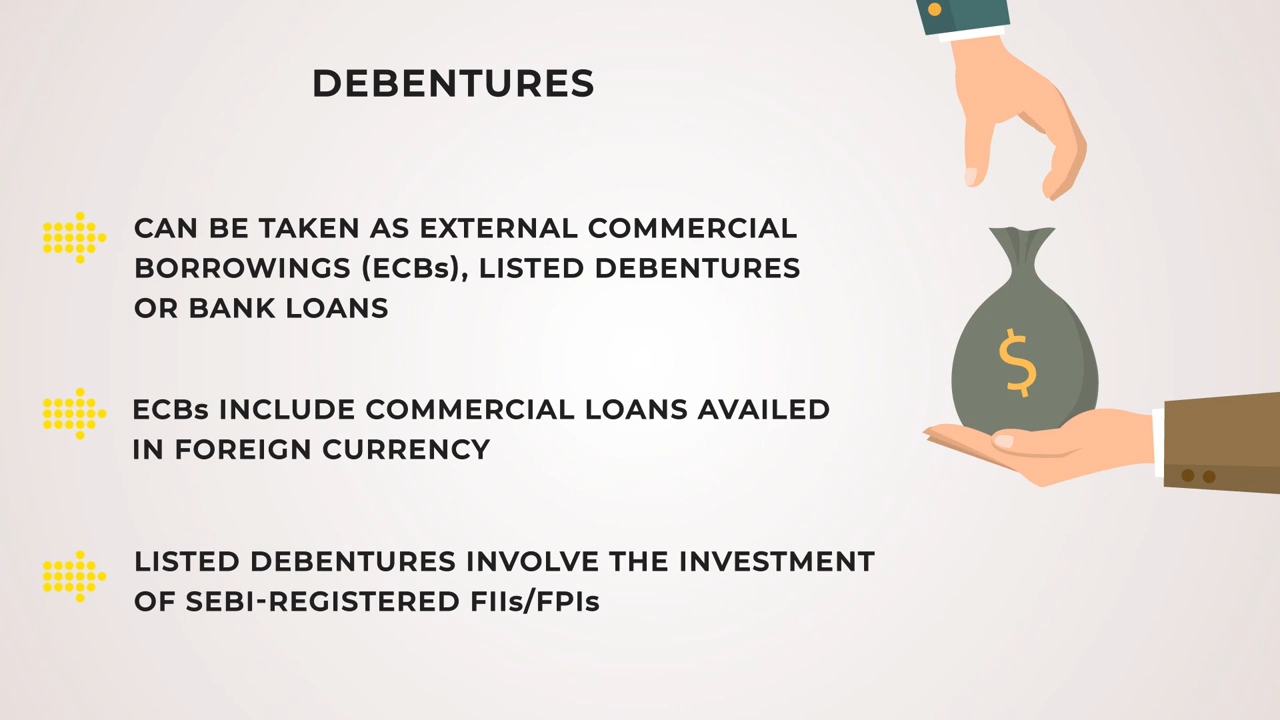 DEBENTURES
CAN BE TAKEN AS EXTERNAL COMMERCIAL
BORROWINGS (ECBs), LISTED DEBENTURES
OR BANK LOANS
ECBs INCLUDE COMMERCIAL LOANS AVAILED
IN FOREIGN CURRENCY
LISTED DEBENTURES INVOLVE THE INVESTMENT
OF SEBI-REGISTERED FIIs/FPIs
$